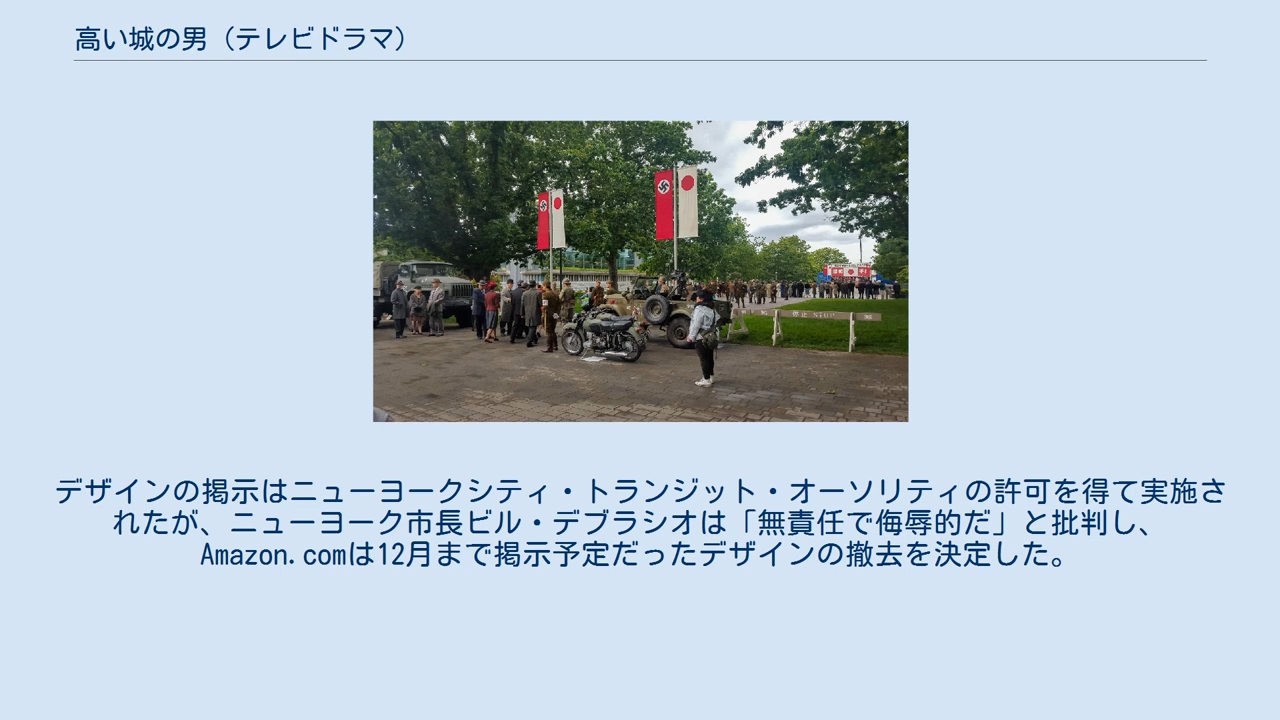 高い城の男（テレビドラマ）
停止 STOP
デザインの掲示はニューヨークシティ・トランジット・オーソリティの許可を得て実施さ
れたが、ニューヨーク市長ビル・デブラシオは「無責任で侮辱的だ」と批判し、
Amazon.comは12月まで掲示予定だったデザインの撤去を決定した。